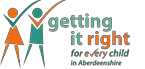 getting
it right
for every child
in Aberdeenshire